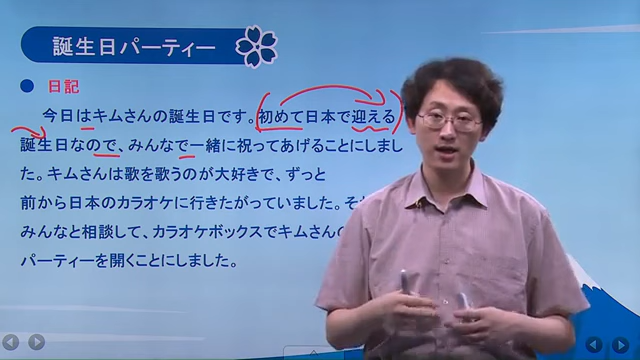 誕生日パーティー
日記
今日はキムさんの誕生日です。初めて日本で迎える
誕生日なので、みんなで一緒に祝ってあげることにしまし
た。キムさんは歌を歌うのが大好きで、ずっと
前から日本のカラオケに行きたがっていました。そ
みんなと相談して、カラオケボックスでキムさんの
パーティーを開くことにしました。